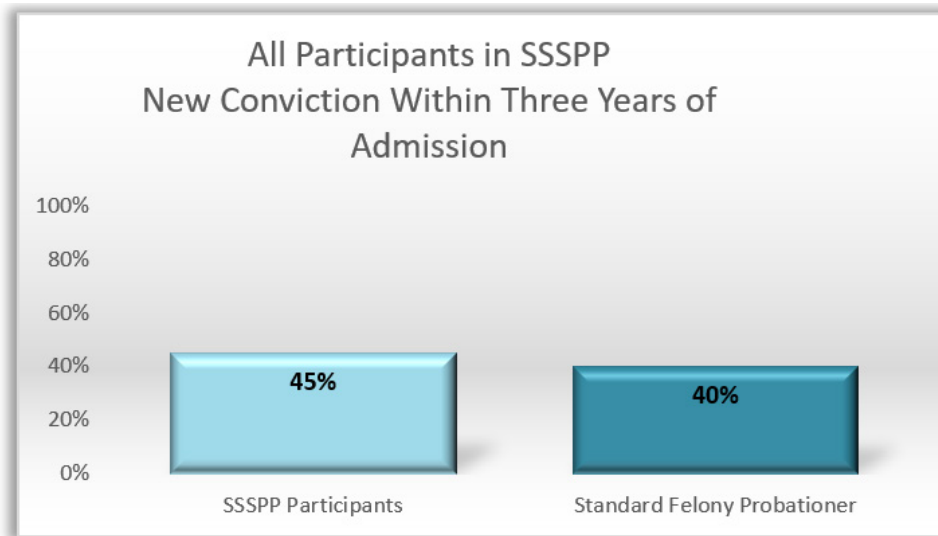 All Participants in SSSPP
New Conviction Within Three Years of
Admission
100%
80%
60%
40%
20%
0%
45%
40%
SSSPP Participants
Standard Felony Probationer